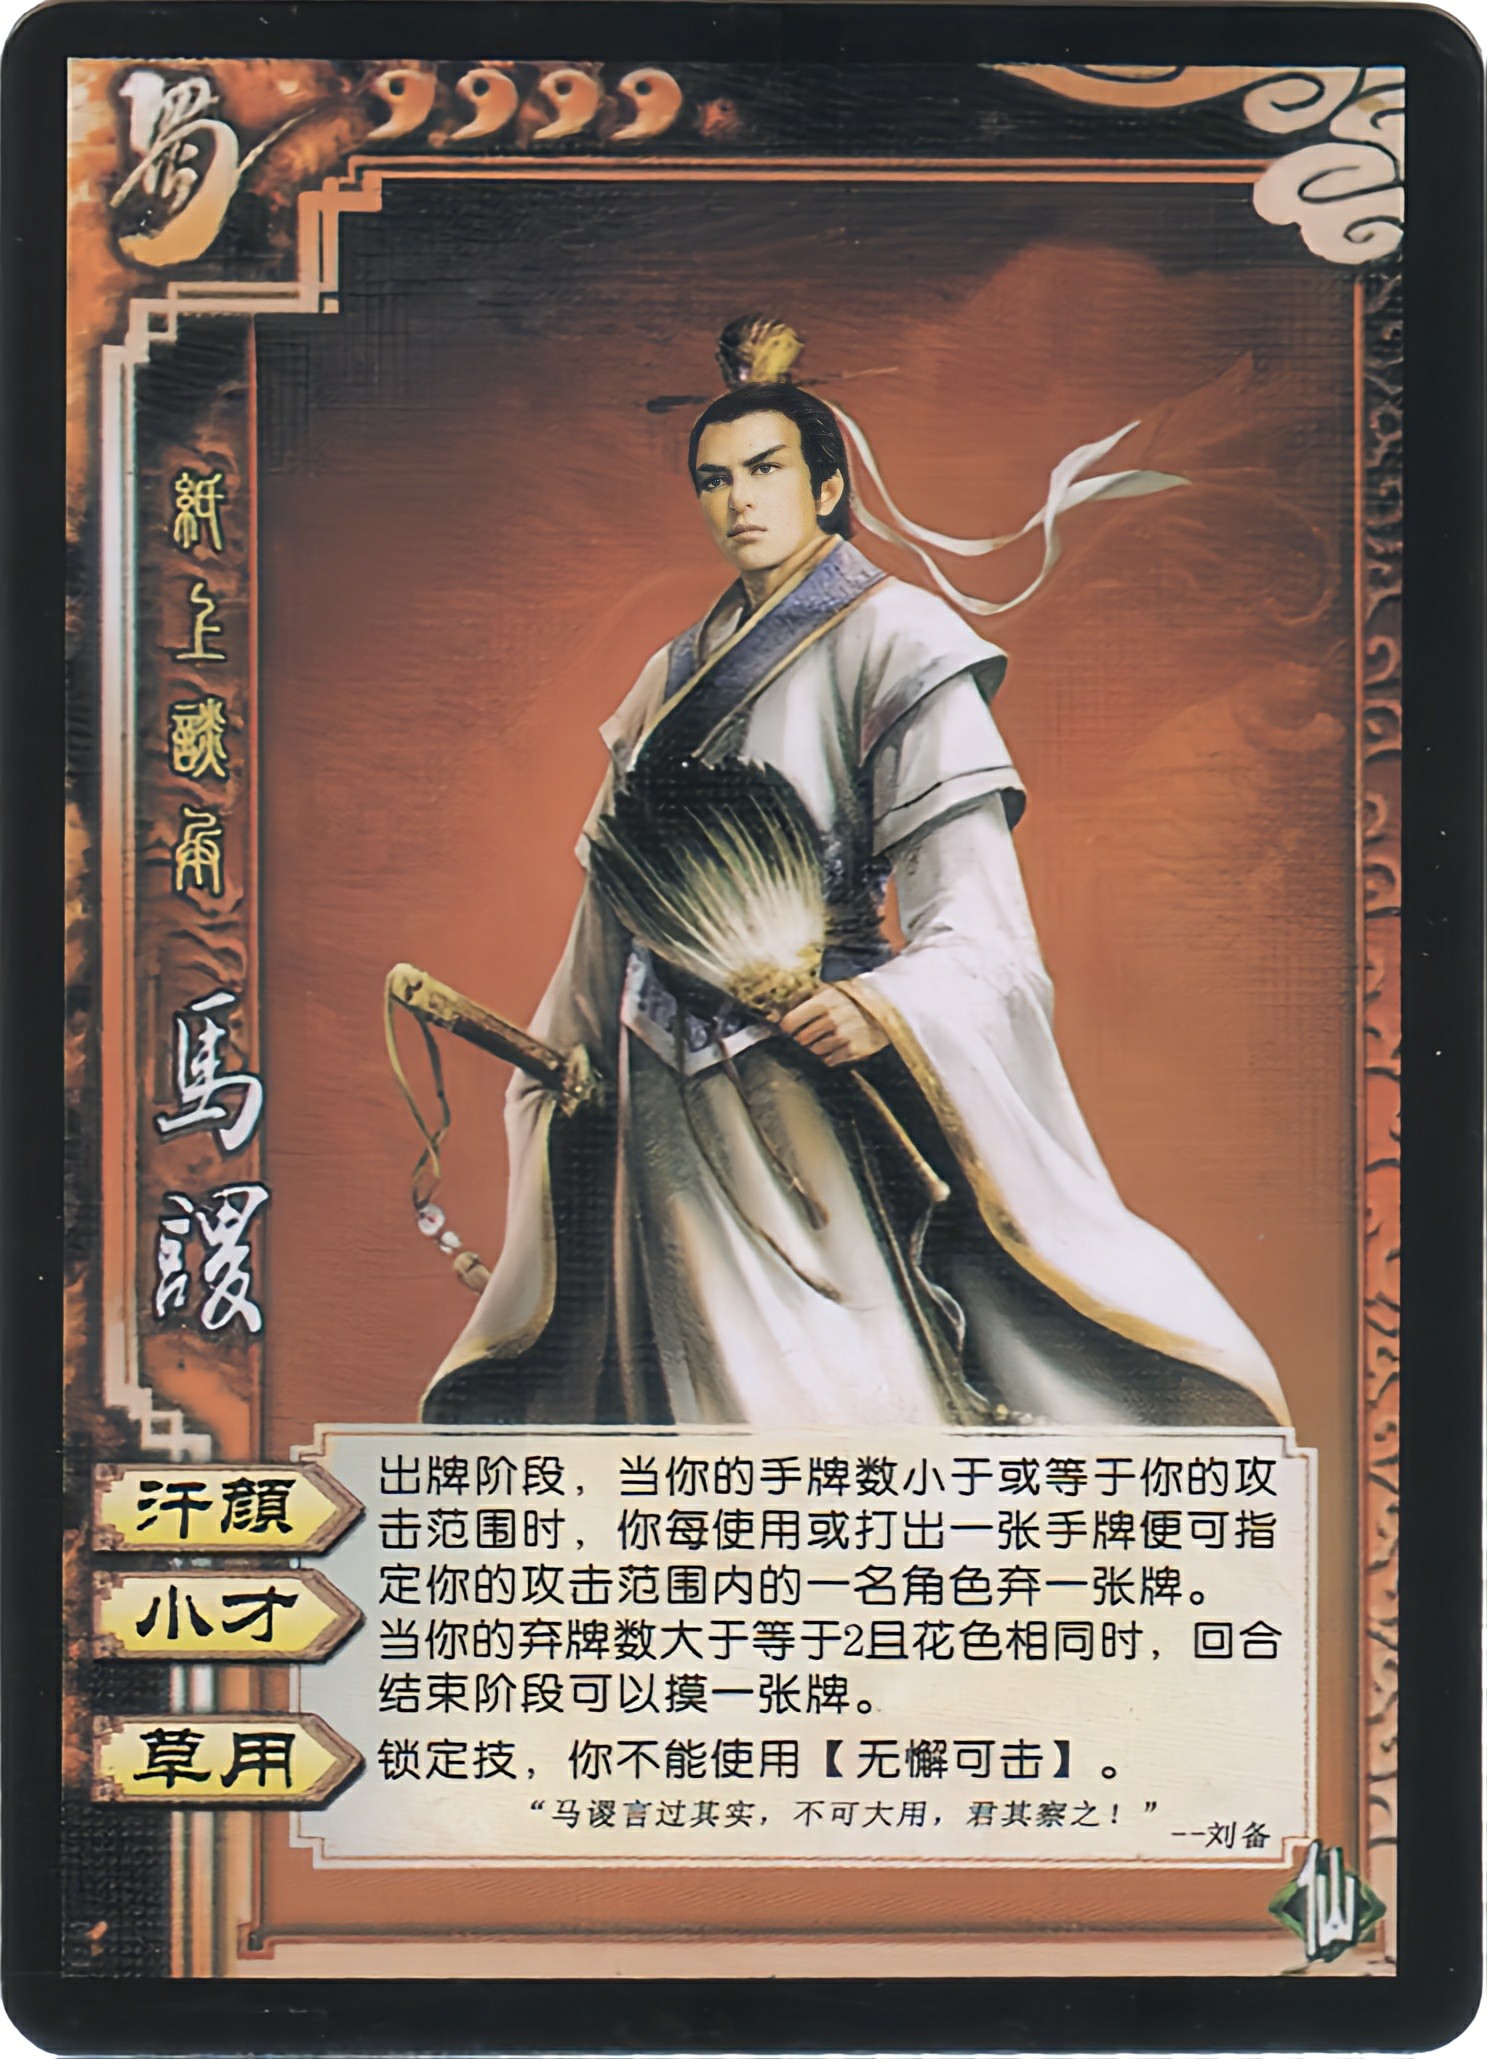 蜀
紙上談兵
馬謖
汗顔
出牌阶段，当你的手牌数小于或等于你的攻
击范围时，你每使用或打出一张手牌便可指
定你的攻击范围内的一名角色弃一张牌。
小才
当你的弃牌数大于等于2且花色相同时，回合
结束阶段可以摸一张牌。
草用
锁定技，你不能使用【无懈可击】。
“马谡言过其实，不可大用，君其察之！”
--刘备
仙